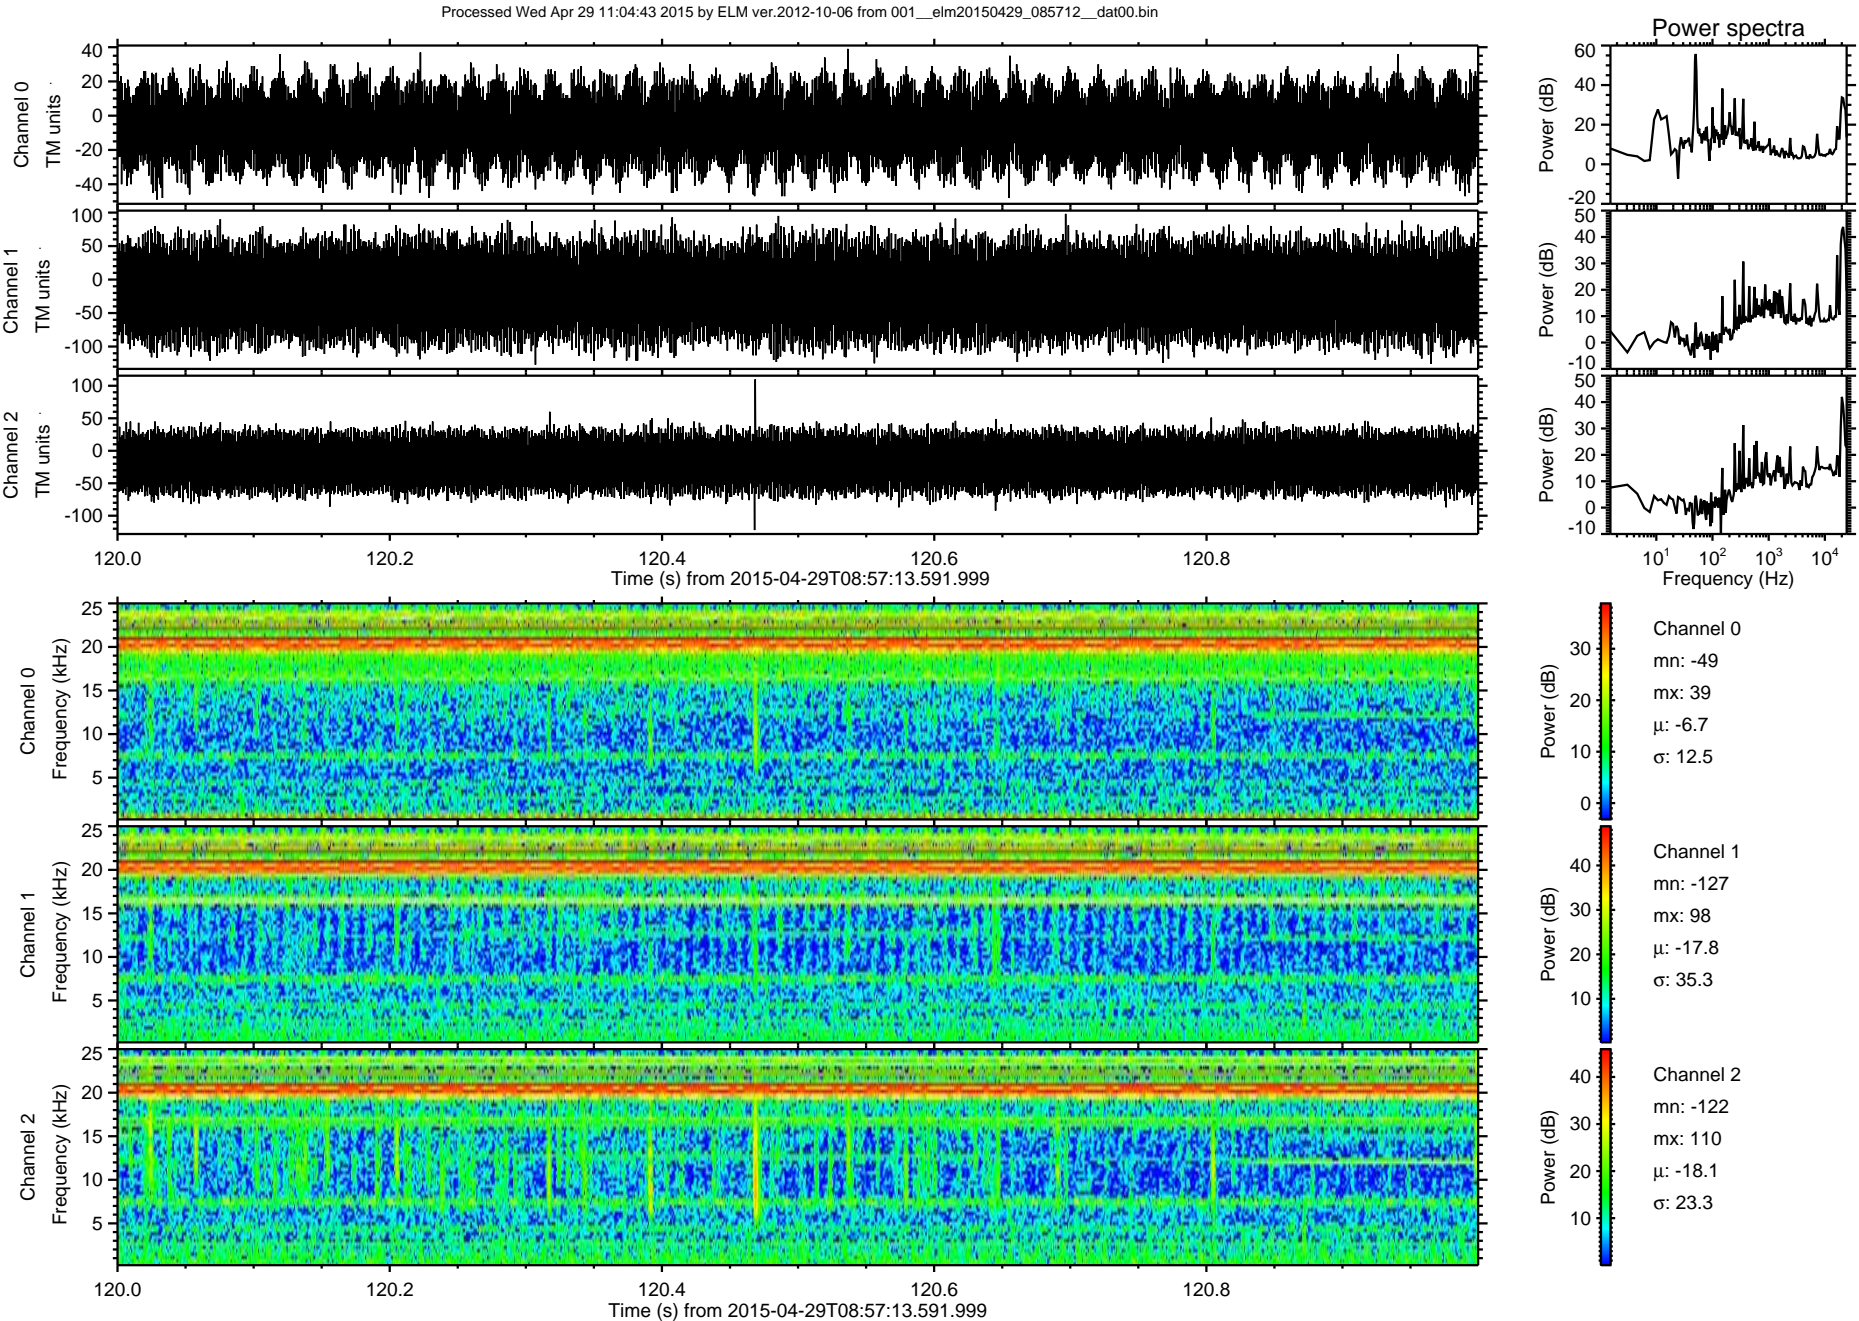 Processed Wed Apr 29 11:04:43 2015 by ELM ver.2012-10-06 from 001__elm20150429_085712__dat00.bin
Power spectra
Channel 0
TM units
40
20
0
-20
-40
Power (dB)
60
40
20
0
-20
Channel 1
TM units
100
50
0
-50
-100
Power (dB)
50
40
30
20
10
0
-10
Channel 2
TM units
100
50
0
-50
-100
Power (dB)
50
40
30
20
10
0
-10
120.0 120.2 120.4 120.6 120.8
Time (s) from 2015-04-29T08:57:13.591.999
10^1 10^2 10^3 10^4
Frequency (Hz)
Channel 0
Frequency (kHz)
25
20
15
10
5
Power (dB)
30
20
10
0
Channel 0
mn: -49
mx: 39
μ: -6.7
σ: 12.5
Channel 1
Frequency (kHz)
25
20
15
10
5
Power (dB)
40
30
20
10
Channel 1
mn: -127
mx: 98
μ: -17.8
σ: 35.3
Channel 2
Frequency (kHz)
25
20
15
10
5
Power (dB)
40
30
20
10
Channel 2
mn: -122
mx: 110
μ: -18.1
σ: 23.3
120.0 120.2 120.4 120.6 120.8
Time (s) from 2015-04-29T08:57:13.591.999